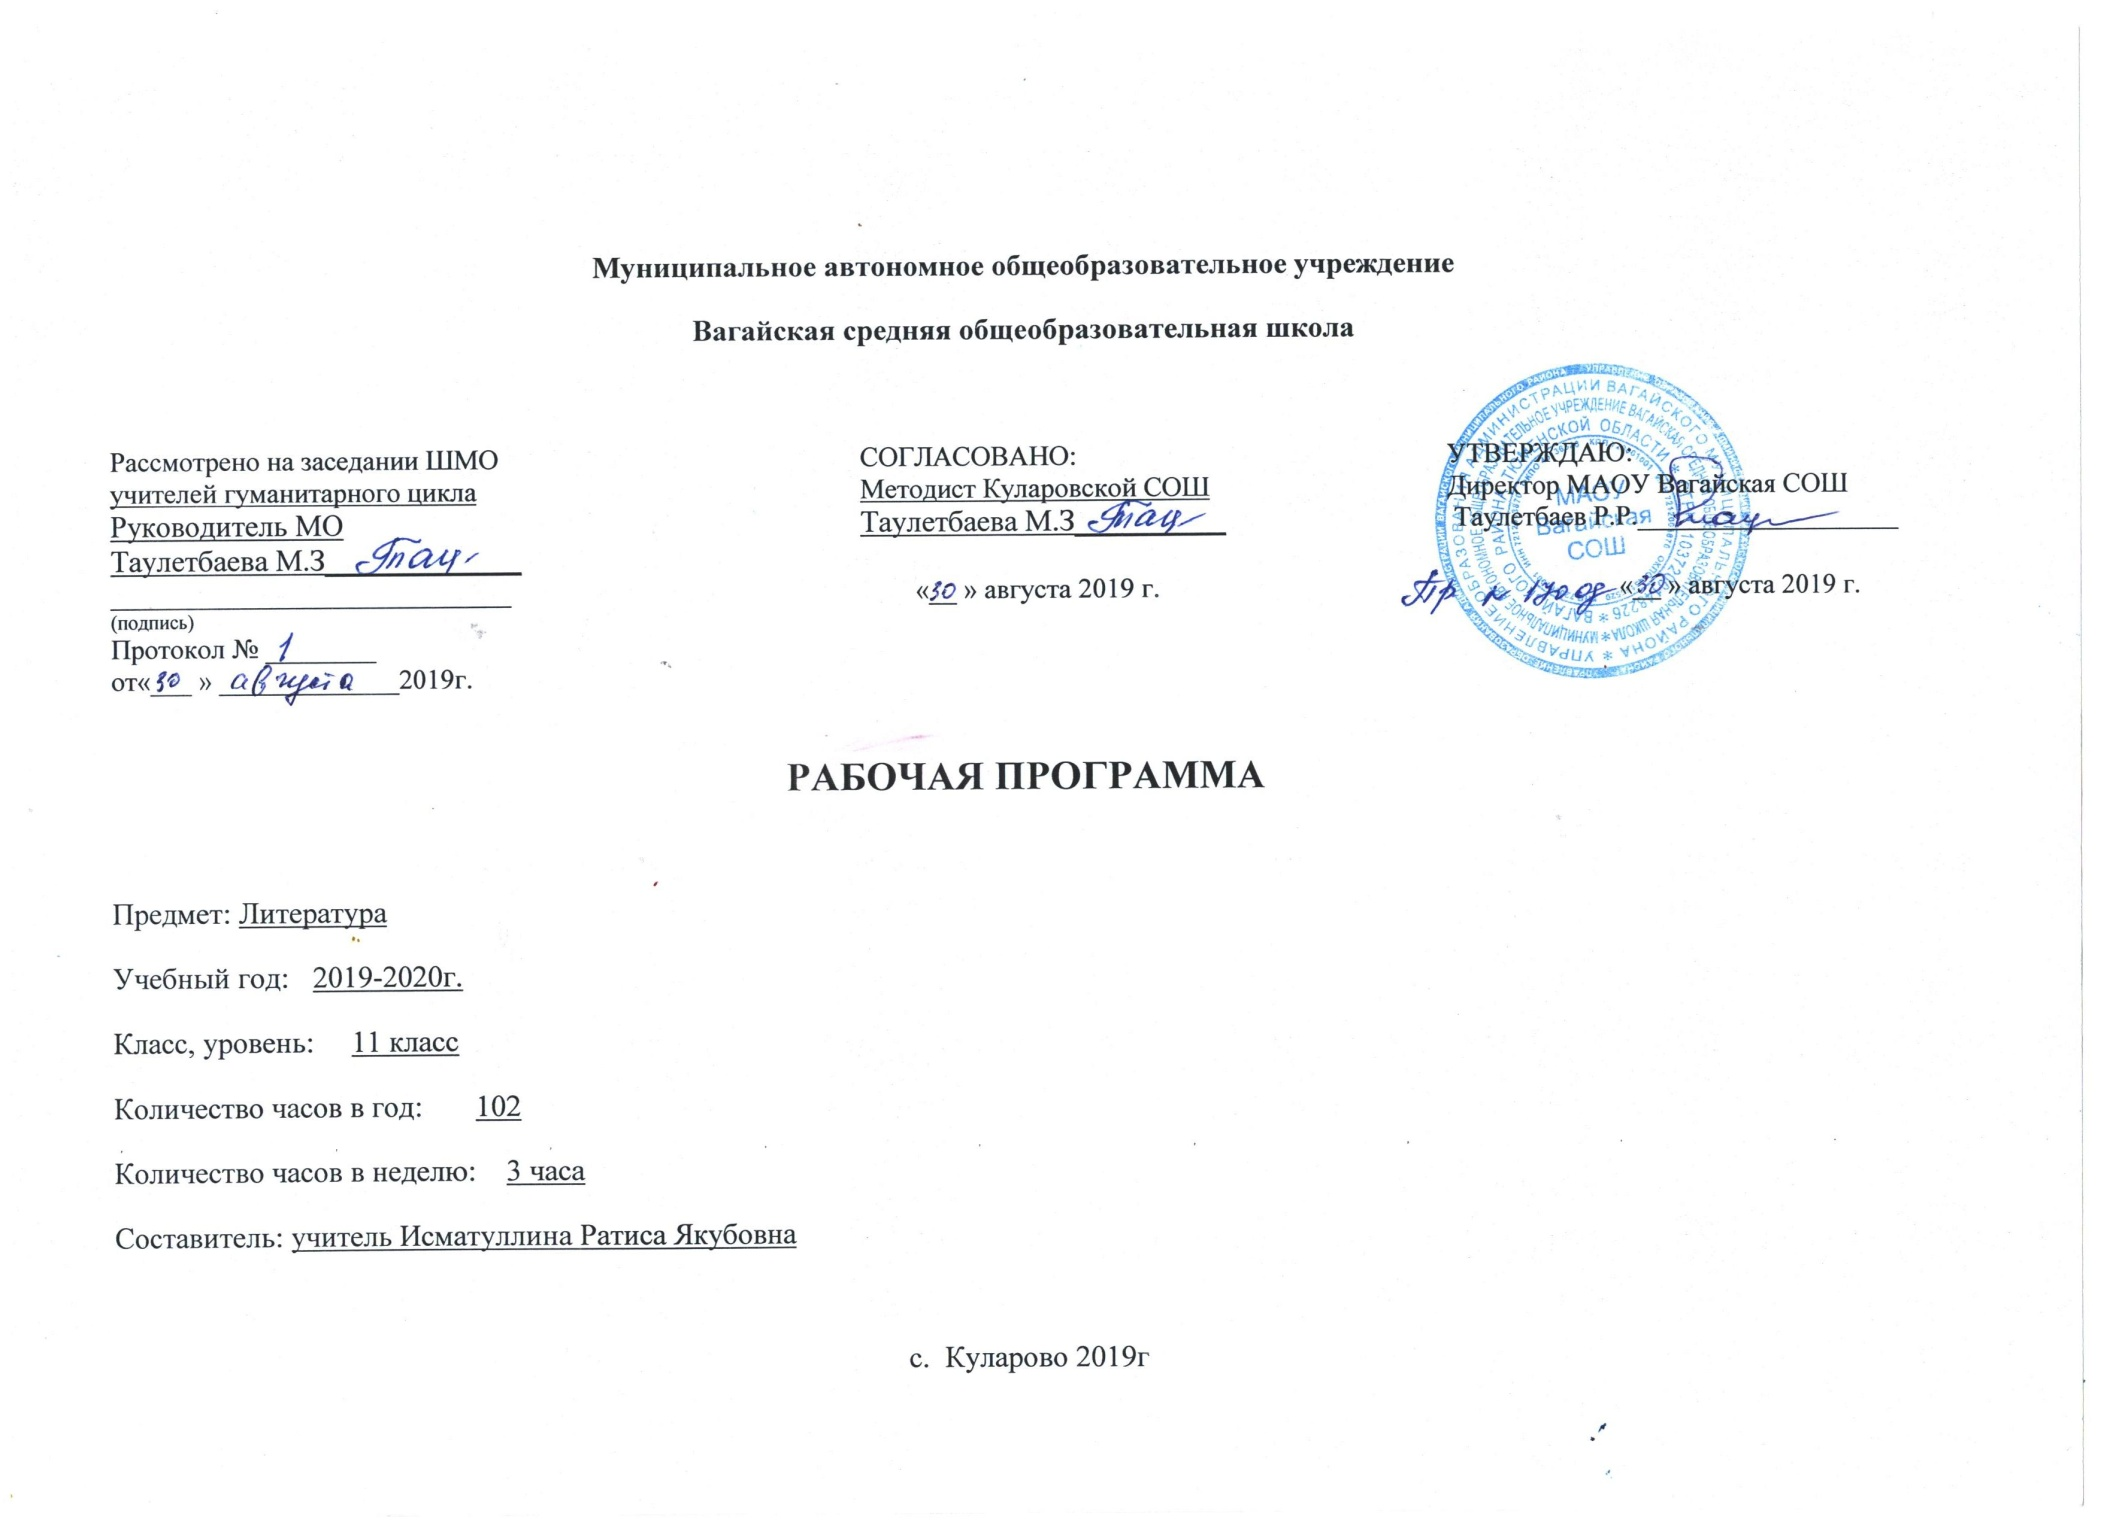 Муниципальное автономное общеобразовательное учреждение
Вагайская средняя общеобразовательная школа
Рассмотрено на заседании ШМО
учителей гуманитарного цикла
Руководитель МО
Таулетбаева М.З
(подпись)
Протокол № 1
от«30 » августа 2019г.
СОГЛАСОВАНО:
Методист Куларовской СОШ
Таулетбаева М.З
«30 » августа 2019 г.
УТВЕРЖДАЮ:
Директор МАОУ Вагайская СОШ
Таулетбаев Р.Р.
«30 » августа 2019 г.
МАОУ
Вагайская
СОШ
РАБОЧАЯ ПРОГРАММА
Предмет: Литература
Учебный год: 2019-2020г.
Класс, уровень: 11 класс
Количество часов в год: 102
Количество часов в неделю: 3 часа
Составитель: учитель Исматуллина Ратиса Якубовна
с. Куларово 2019г